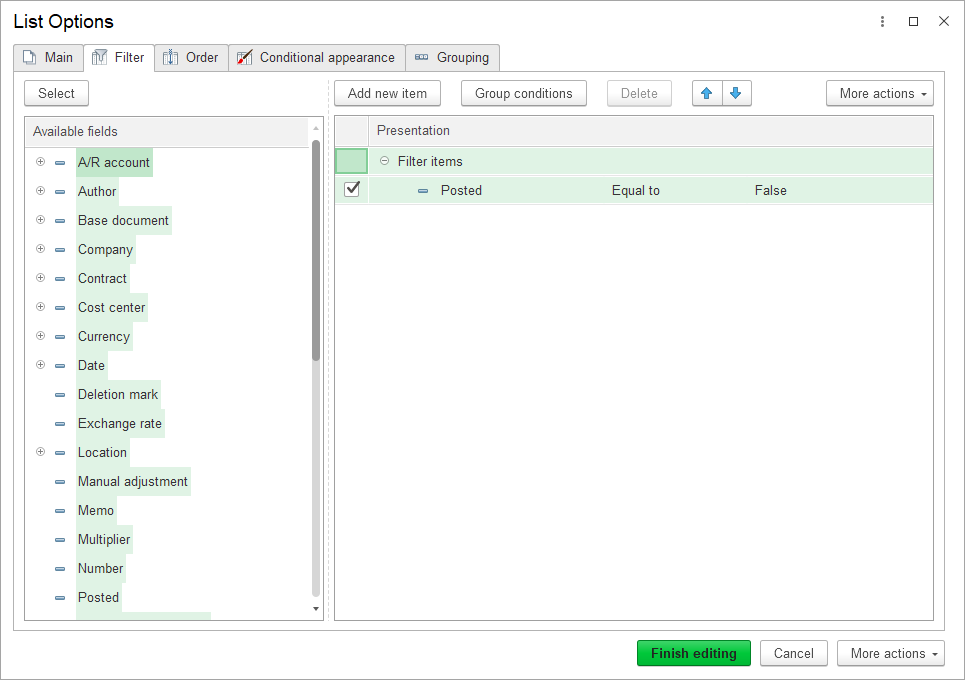 List Options
Main Filter Order Conditional appearance Grouping
Select Add new item Group conditions Delete More actions
Available fields
Presentation
A/R account
Filter items
Author
Posted Equal to False
Base document
Company
Contract
Cost center
Currency
Date
Deletion mark
Exchange rate
Location
Manual adjustment
Memo
Multiplier
Number
Posted
Finish editing Cancel More actions